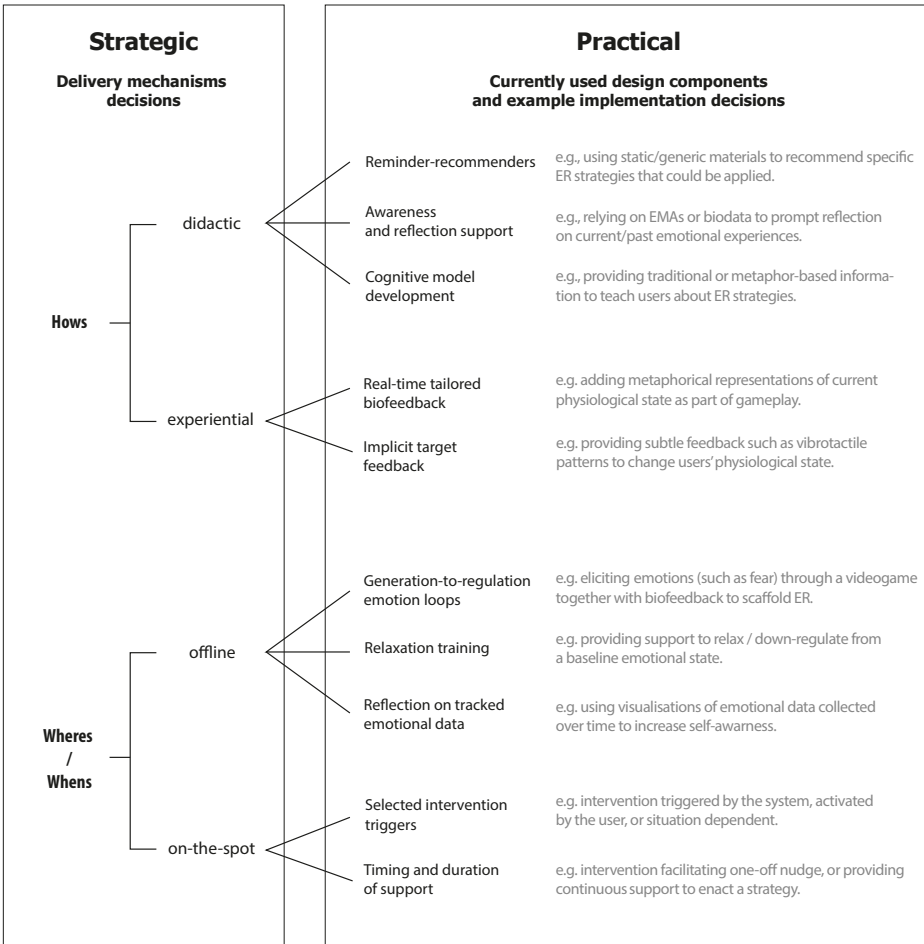 Strategic
Delivery mechanisms
decisions
Practical
Currently used design components
and example implementation decisions
Hows
didactic
Reminder-recommenders
e.g., using static/generic materials to recommend specific
ER strategies that could be applied.
Awareness
and reflection support
e.g., relying on EMAs or biodata to prompt reflection
on current/past emotional experiences.
Cognitive model
development
e.g., providing traditional or metaphor-based informa-
tion to teach users about ER strategies.
experiential
Real-time tailored
biofeedback
e.g. adding metaphorical representations of current
physiological state as part of gameplay.
Implicit target
feedback
e.g. providing subtle feedback such as vibrotactile
patterns to change users' physiological state.
Wheres
/
Whens
offline
Generation-to-regulation
emotion loops
e.g. eliciting emotions (such as fear) through a videogame
together with biofeedback to scaffold ER.
Relaxation training
e.g. providing support to relax / down-regulate from
a baseline emotional state.
Reflection on tracked
emotional data
e.g. using visualisations of emotional data collected
over time to increase self-awarness.
on-the-spot
Selected intervention
triggers
e.g. intervention triggered by the system, activated
by the user, or situation dependent.
Timing and duration
of support
e.g. intervention facilitating one-off nudge, or providing
continuous support to enact a strategy.